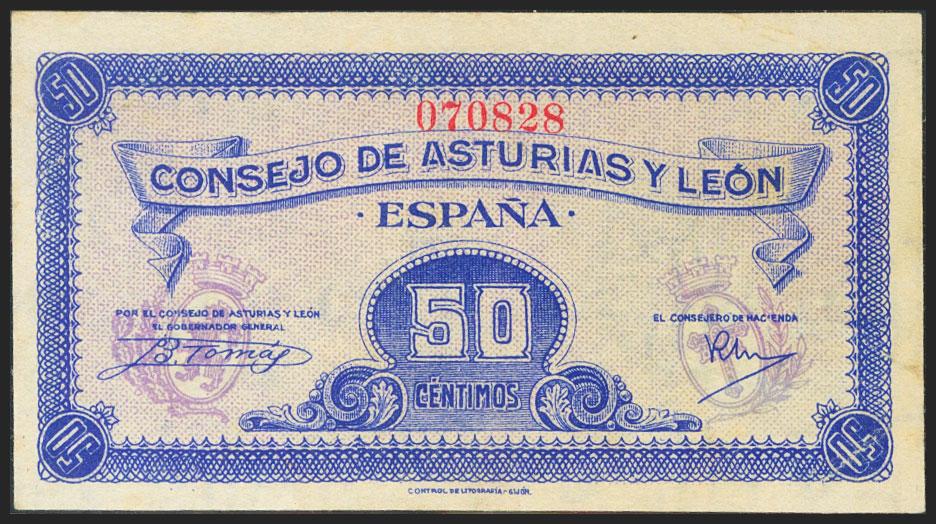 50
50
070828
CONSEJO DE ASTURIAS Y LEÓN
· ESPAÑA ·
50
CÉNTIMOS
POR EL CONSEJO DE ASTURIAS Y LEÓN
EL GOBERNADOR GENERAL
B. Tomás
EL CONSEJERO DE HACIENDA
50
50
CONTROL DE LITOGRAFÍA.-GIJÓN.